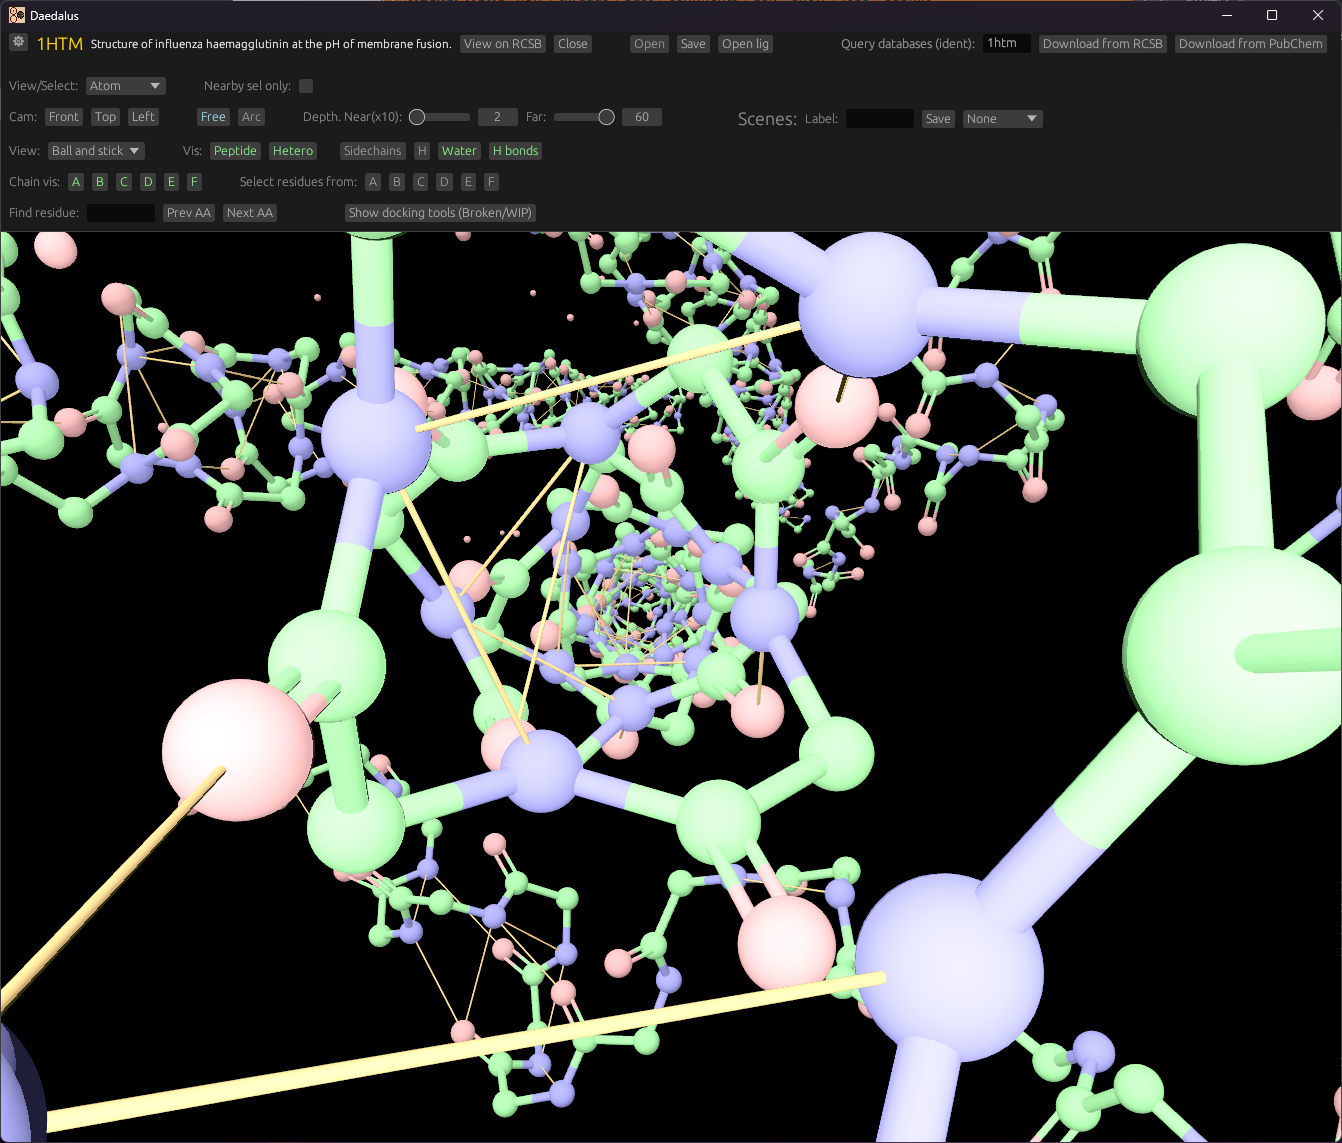 Daedalus
1HTM Structure of influenza haemagglutinin at the pH of membrane fusion. View on RCSB Close Open Save Open lig Query databases (ident): 1htm Download from RCSB Download from PubChem
View/Select: Atom Nearby sel only:
Cam: Front Top Left Free Arc Depth. Near(x10): 2 Far: 60 Scenes: Label: Save None
View: Ball and stick Vis: Peptide Hetero Sidechains H Water H bonds
Chain vis: A B C D E F Select residues from: A B C D E F
Find residue: Prev AA Next AA Show docking tools (Broken/WIP)